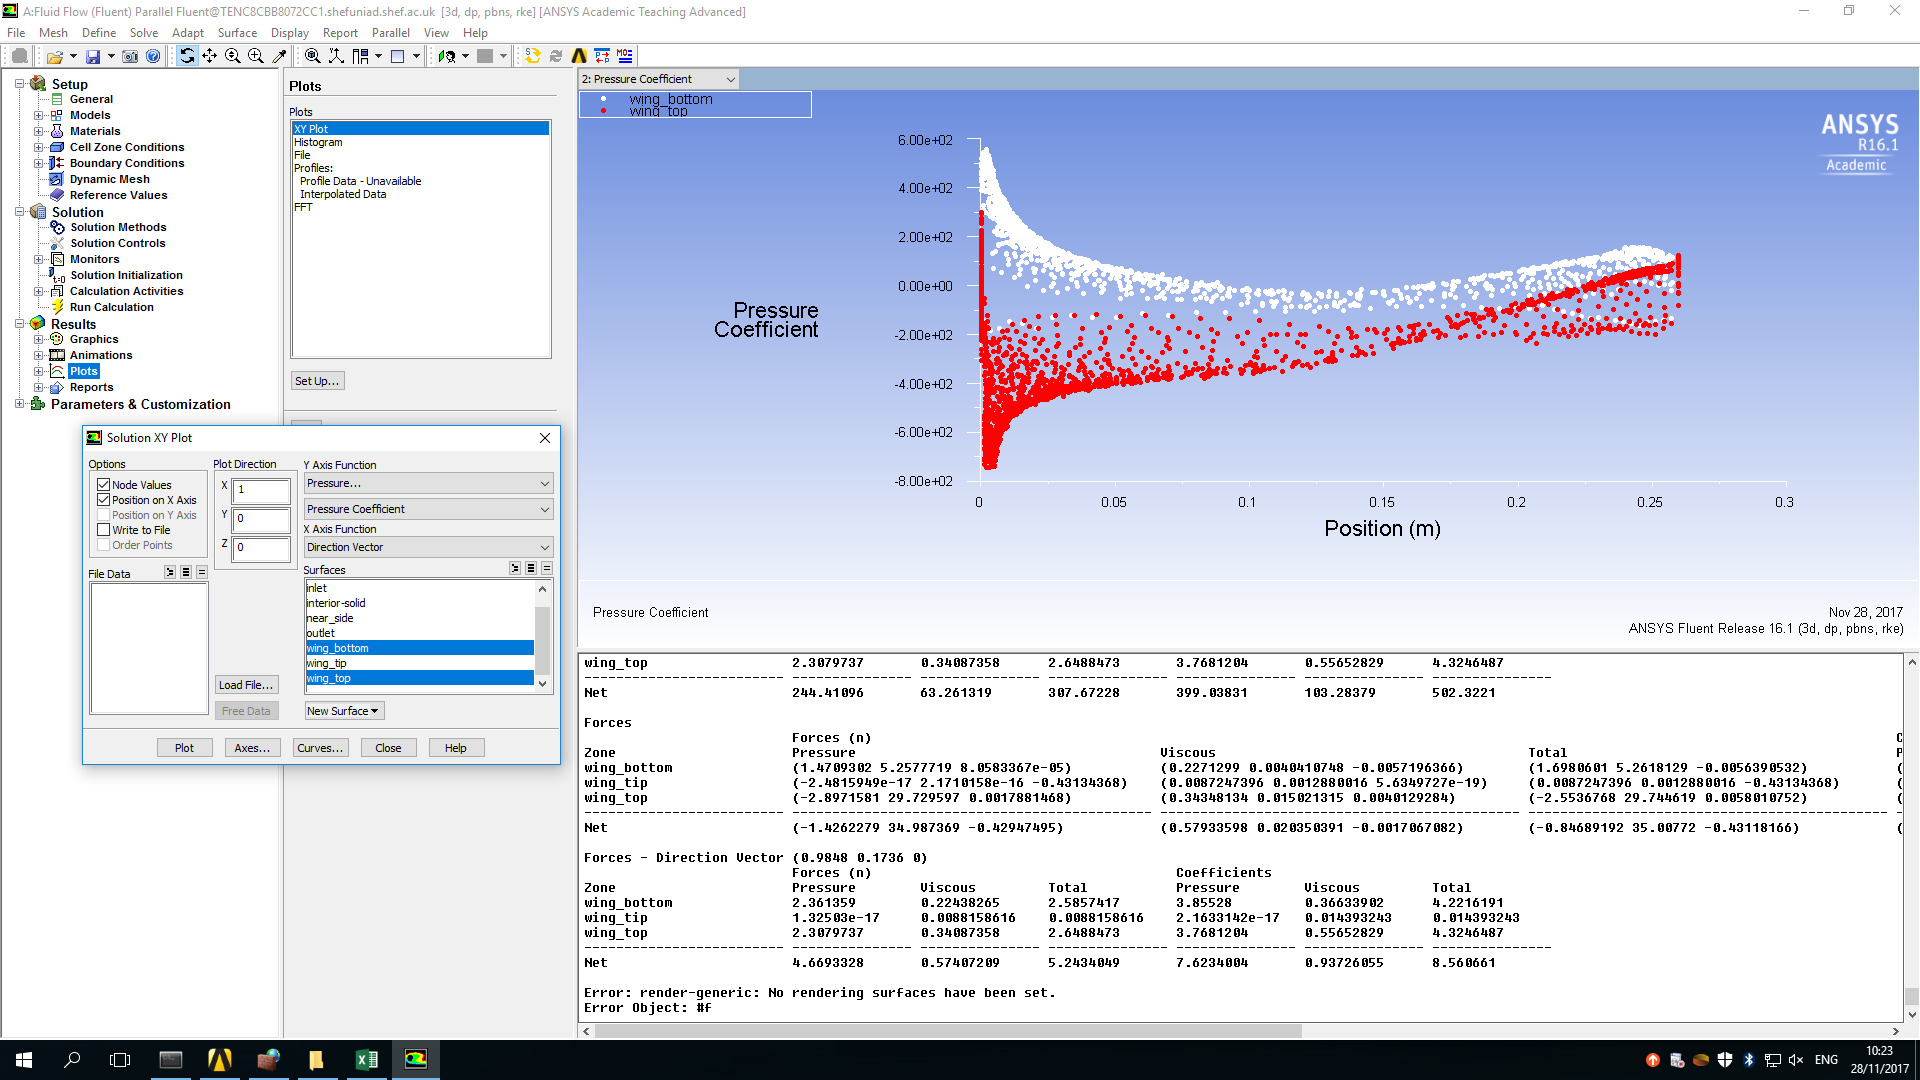 A:Fluid Flow (Fluent) Parallel Fluent@TENC8CBB8072CC1.shefuniad.shef.ac.uk [3d, dp, pbns, rke] [ANSYS Academic Teaching Advanced]
File Mesh Define Solve Adapt Surface Display Report Parallel View Help
Setup
General
Models
Materials
Cell Zone Conditions
Boundary Conditions
Dynamic Mesh
Reference Values
Solution
Solution Methods
Solution Controls
Monitors
Solution Initialization
Calculation Activities
Run Calculation
Results
Graphics
Animations
Plots
Reports
Parameters & Customization
Plots
Plots
XY Plot
Histogram
File
Profiles:
Profile Data - Unavailable
Interpolated Data
FFT
Set Up...
Solution XY Plot
Options
Node Values
Position on X Axis
Position on Y Axis
Write to File
Order Points
Plot Direction
X 1
Y 0
Z 0
Y Axis Function
Pressure...
Pressure Coefficient
X Axis Function
Direction Vector
File Data
Surfaces
inlet
interior-solid
near_side
outlet
wing_bottom
wing_tip
wing_top
Load File...
Free Data
New Surface
Plot Axes... Curves... Close Help
2: Pressure Coefficient
wing_bottom
wing_top
ANSYS
R16.1
Academic
6.00e+02
4.00e+02
2.00e+02
0.00e+00
-2.00e+02
-4.00e+02
-6.00e+02
-8.00e+02
Pressure
Coefficient
0 0.05 0.1 0.15 0.2 0.25 0.3
Position (m)
Pressure Coefficient
Nov 28, 2017
ANSYS Fluent Release 16.1 (3d, dp, pbns, rke)
wing_top 2.3079737 0.34087358 2.6488473 3.7681204 0.55652829 4.3246487
Net 244.41096 63.261319 307.67228 399.03831 103.28379 502.3221
Forces
Forces (n) C
Zone Pressure Viscous Total P
wing_bottom (1.4709302 5.2577719 8.0583367e-05) (0.2271299 0.0040410748 -0.0057196366) (1.6980601 5.2618129 -0.0056390532) (
wing_tip (-2.4815949e-17 2.1710158e-16 -0.43134368) (0.0087247396 0.0012880016 5.6349727e-19) (0.0087247396 0.0012880016 -0.43134368) (
wing_top (-2.8971581 29.729597 0.0017881468) (0.34348134 0.015021315 0.0040129284) (-2.5536768 29.744619 0.0058010752) (
Net (-1.4262279 34.987369 -0.42947495) (0.57933598 0.020350391 -0.0017067082) (-0.84689192 35.00772 -0.43118166) (
Forces - Direction Vector (0.9848 0.1736 0)
Forces (n) Coefficients
Zone Pressure Viscous Total Pressure Viscous Total
wing_bottom 2.361359 0.22438265 2.5857417 3.85528 0.36633902 4.2216191
wing_tip 1.32503e-17 0.0088158616 0.0088158616 2.1633142e-17 0.014393243 0.014393243
wing_top 2.3079737 0.34087358 2.6488473 3.7681204 0.55652829 4.3246487
Net 4.6693328 0.57407209 5.2434049 7.6234004 0.93726055 8.560661
Error: render-generic: No rendering surfaces have been set.
Error Object: #f
ENG
10:23
28/11/2017